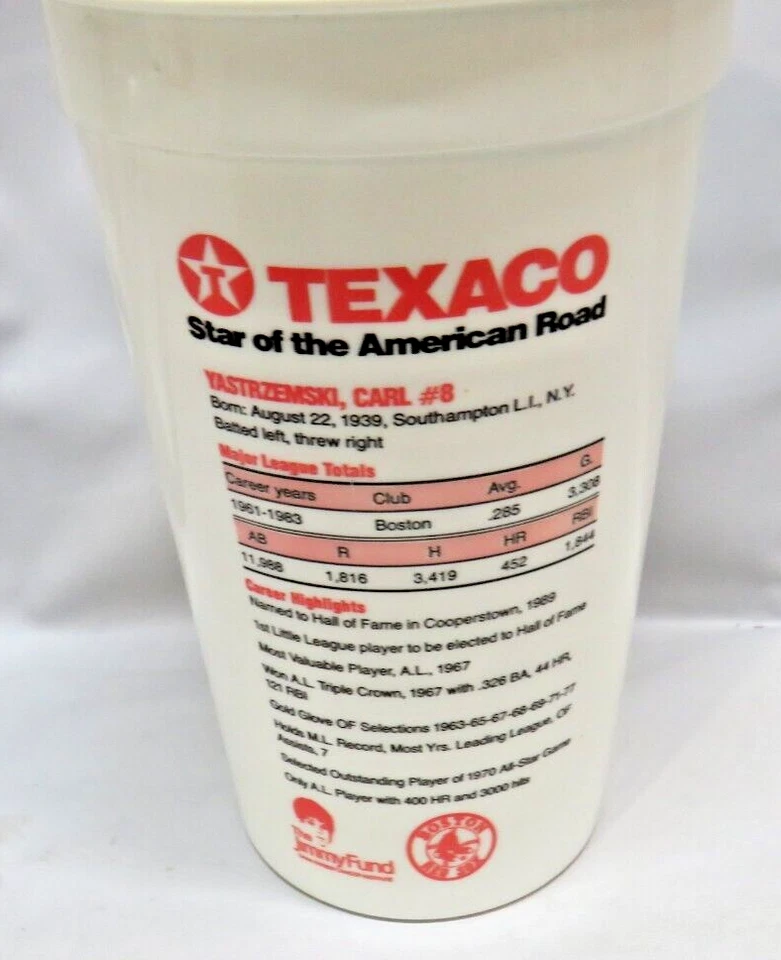 T TEXACO
Star of the American Road
YASTRZEMSKI, CARL #8
Born: August 22, 1939, Southampton L.I., N.Y.
Batted left, threw right
Major League Totals
Career years Club Avg. G.
1961-1983 Boston .285 3,308
AB R H HR RBI
11,988 1,816 3,419 452 1,844
Career Highlights
Named to Hall of Fame in Cooperstown, 1989
1st Little League player to be elected to Hall of Fame
Most Valuable Player, A.L., 1967
Won A.L. Triple Crown, 1967 with .326 BA, 44 HR,
121 RBI
Gold Glove OF Selections 1963-65-67-68-69-71-77
Holds M.L. Record, Most Yrs. Leading League, OF
Assists, 7
Selected Outstanding Player of 1970 All-Star Game
Only A.L. Player with 400 HR and 3000 hits
The
JimmyFund
BOSTON
RED SOX